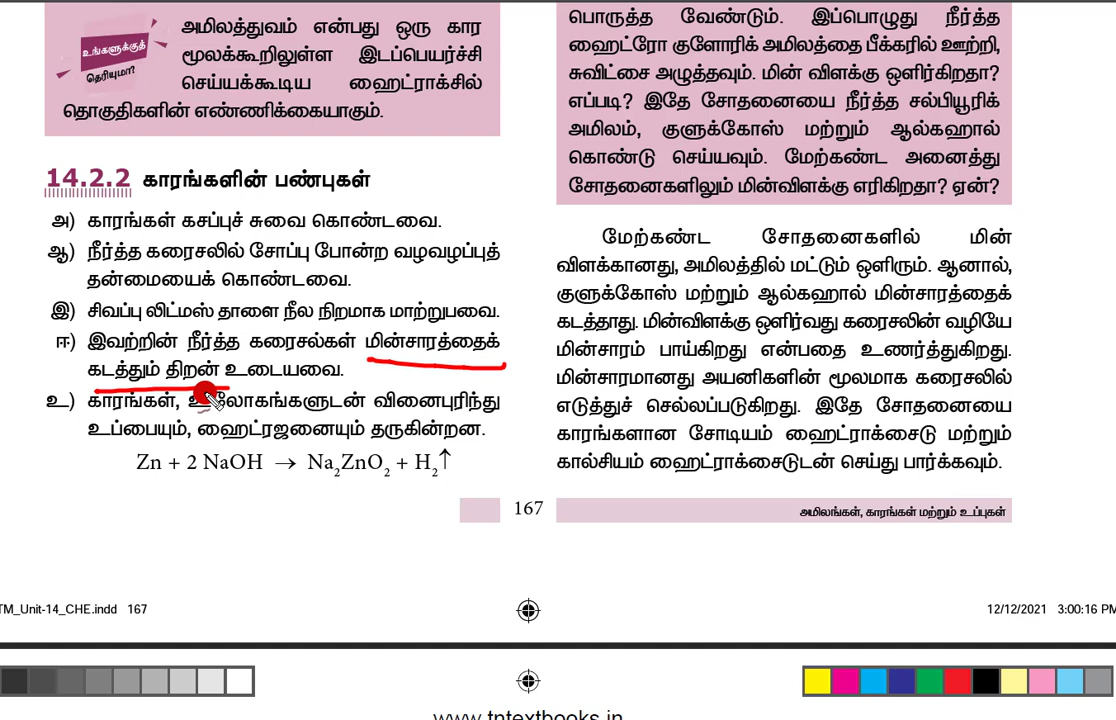 உங்களுக்குத்
தெரியுமா?
அமிலத்துவம் என்பது ஒரு கார
மூலக்கூறிலுள்ள இடப்பெயர்ச்சி
செய்யக்கூடிய ஹைட்ராக்சில்
தொகுதிகளின் எண்ணிக்கையாகும்.
14.2.2 காரங்களின் பண்புகள்
அ) காரங்கள் கசப்புச் சுவை கொண்டவை.
ஆ) நீர்த்த கரைசலில் சோப்பு போன்ற வழவழப்புத்
தன்மையைக் கொண்டவை.
இ) சிவப்பு லிட்மஸ் தாளை நீல நிறமாக மாற்றுபவை.
ஈ) இவற்றின் நீர்த்த கரைசல்கள் மின்சாரத்தைக்
கடத்தும் திறன் உடையவை.
உ) காரங்கள், உலோகங்களுடன் வினைபுரிந்து
உப்பையும், ஹைட்ரஜனையும் தருகின்றன.
Zn + 2 NaOH → Na₂ZnO₂ + H₂↑
பொருத்த வேண்டும். இப்பொழுது நீர்த்த
ஹைட்ரோ குளோரிக் அமிலத்தை பீக்கரில் ஊற்றி,
சுவிட்சை அழுத்தவும். மின் விளக்கு ஒளிர்கிறதா?
எப்படி? இதே சோதனையை நீர்த்த சல்பியூரிக்
அமிலம், குளுக்கோஸ் மற்றும் ஆல்கஹால்
கொண்டு செய்யவும். மேற்கண்ட அனைத்து
சோதனைகளிலும் மின்விளக்கு எரிகிறதா? ஏன்?
மேற்கண்ட சோதனைகளில் மின்
விளக்கானது, அமிலத்தில் மட்டும் ஒளிரும். ஆனால்,
குளுக்கோஸ் மற்றும் ஆல்கஹால் மின்சாரத்தைக்
கடத்தாது. மின்விளக்கு ஒளிர்வது கரைசலின் வழியே
மின்சாரம் பாய்கிறது என்பதை உணர்த்துகிறது.
மின்சாரமானது அயனிகளின் மூலமாக கரைசலில்
எடுத்துச் செல்லப்படுகிறது. இதே சோதனையை
காரங்களான சோடியம் ஹைட்ராக்சைடு மற்றும்
கால்சியம் ஹைட்ராக்சைடுடன் செய்து பார்க்கவும்.
167
அமிலங்கள், காரங்கள் மற்றும் உப்புகள்
TM_Unit-14_CHE.indd 167
12/12/2021 3:00:16 PM
www.tntextbooks.in